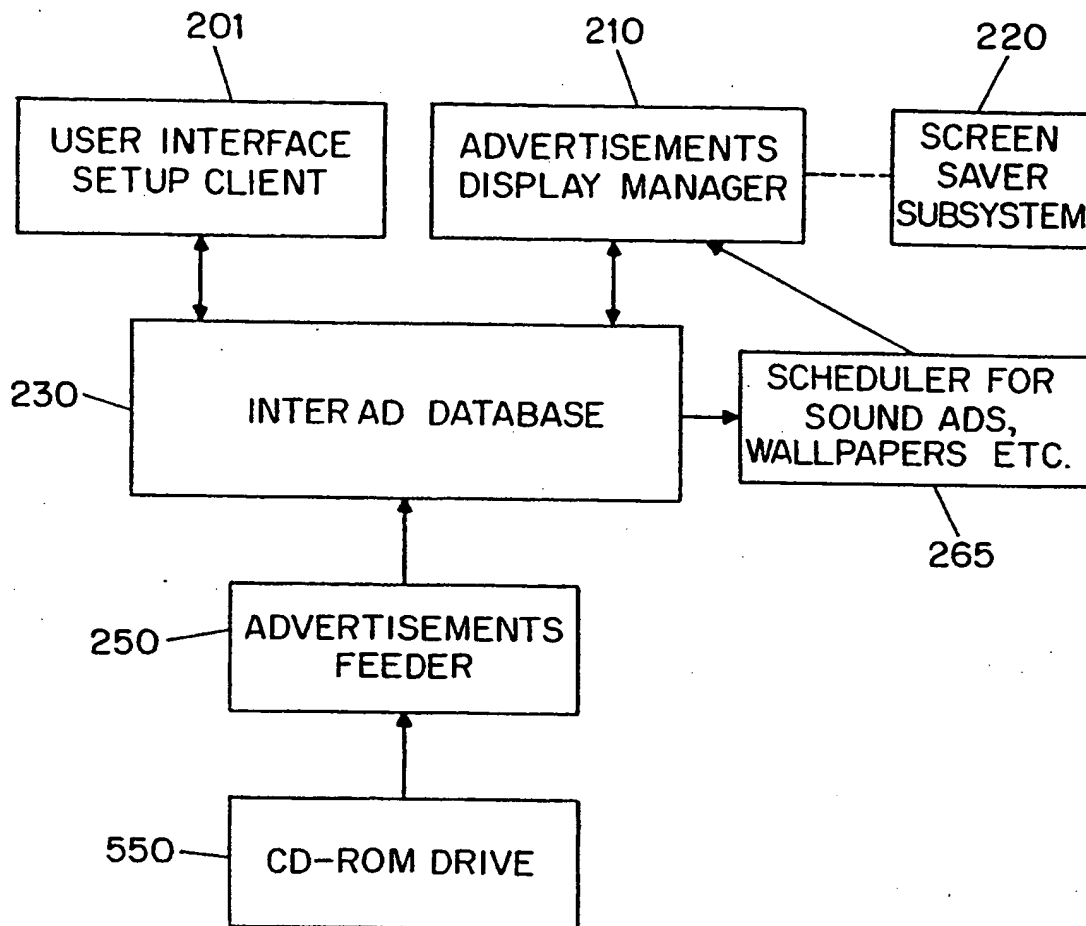 201
210
220
USER INTERFACE
SETUP CLIENT
ADVERTISEMENTS
DISPLAY MANAGER
SCREEN
SAVER
SUBSYSTEM
230
INTER AD DATABASE
SCHEDULER FOR
SOUND ADS,
WALLPAPERS ETC.
265
250
ADVERTISEMENTS
FEEDER
550
CD-ROM DRIVE